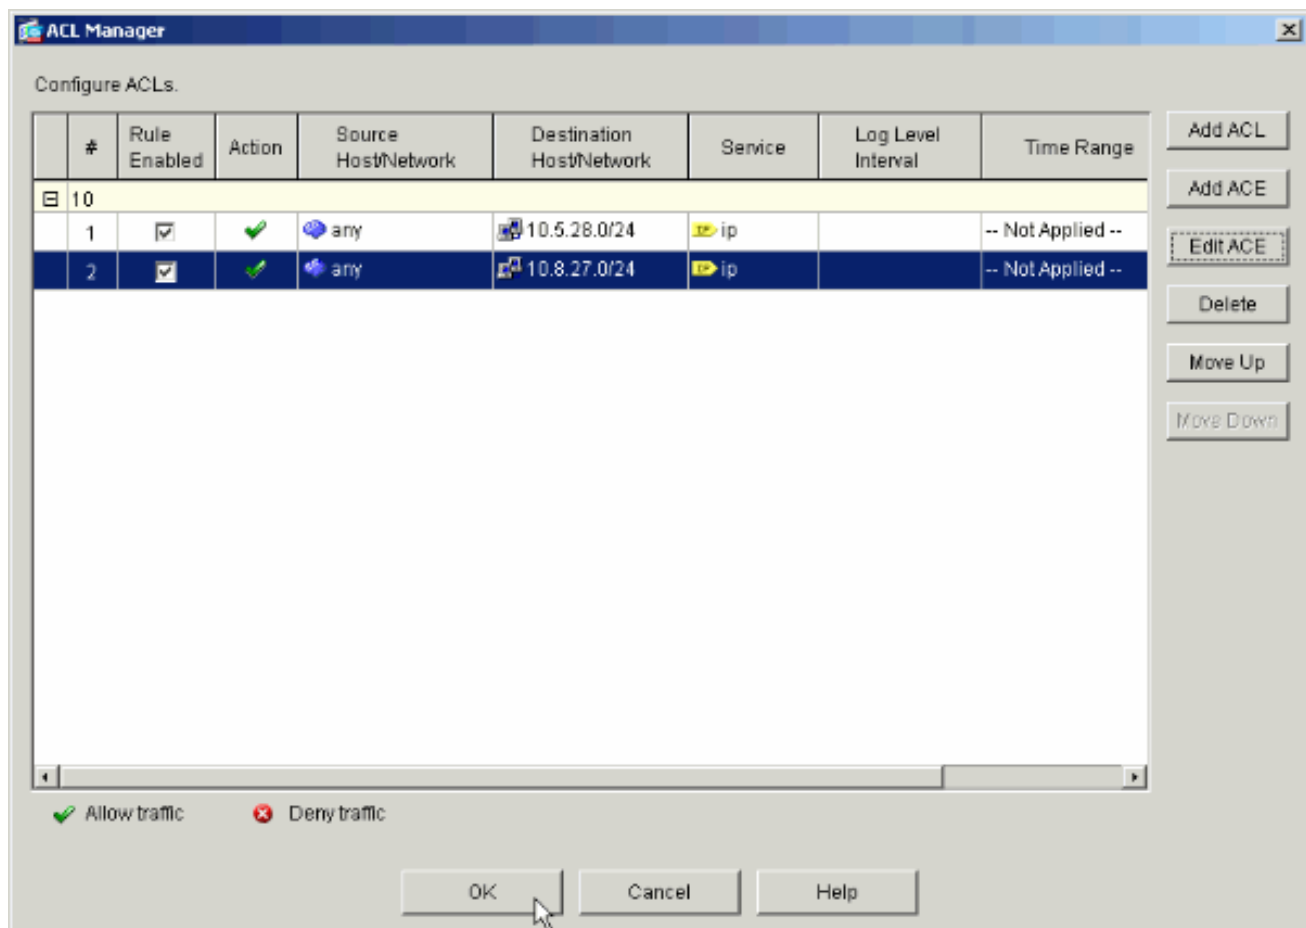 ACL Manager
Configure ACLs.
# Rule Enabled Action Source Host/Network Destination Host/Network Service Log Level Interval Time Range
10
1 any 10.5.28.0/24 IP ip -- Not Applied --
2 any 10.8.27.0/24 IP ip -- Not Applied --
Add ACL
Add ACE
Edit ACE
Delete
Move Up
Move Down
Allow traffic Deny traffic
OK Cancel Help